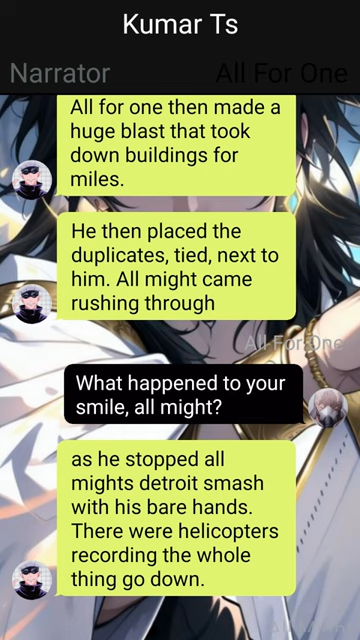 Kumar Ts
Narrator
All For One
All for one then made a
huge blast that took
down buildings for
miles.
He then placed the
duplicates, tied, next to
him. All might came
rushing through
All For One
What happened to your
smile, all might?
as he stopped all
mights detroit smash
with his bare hands.
There were helicopters
recording the whole
thing go down.